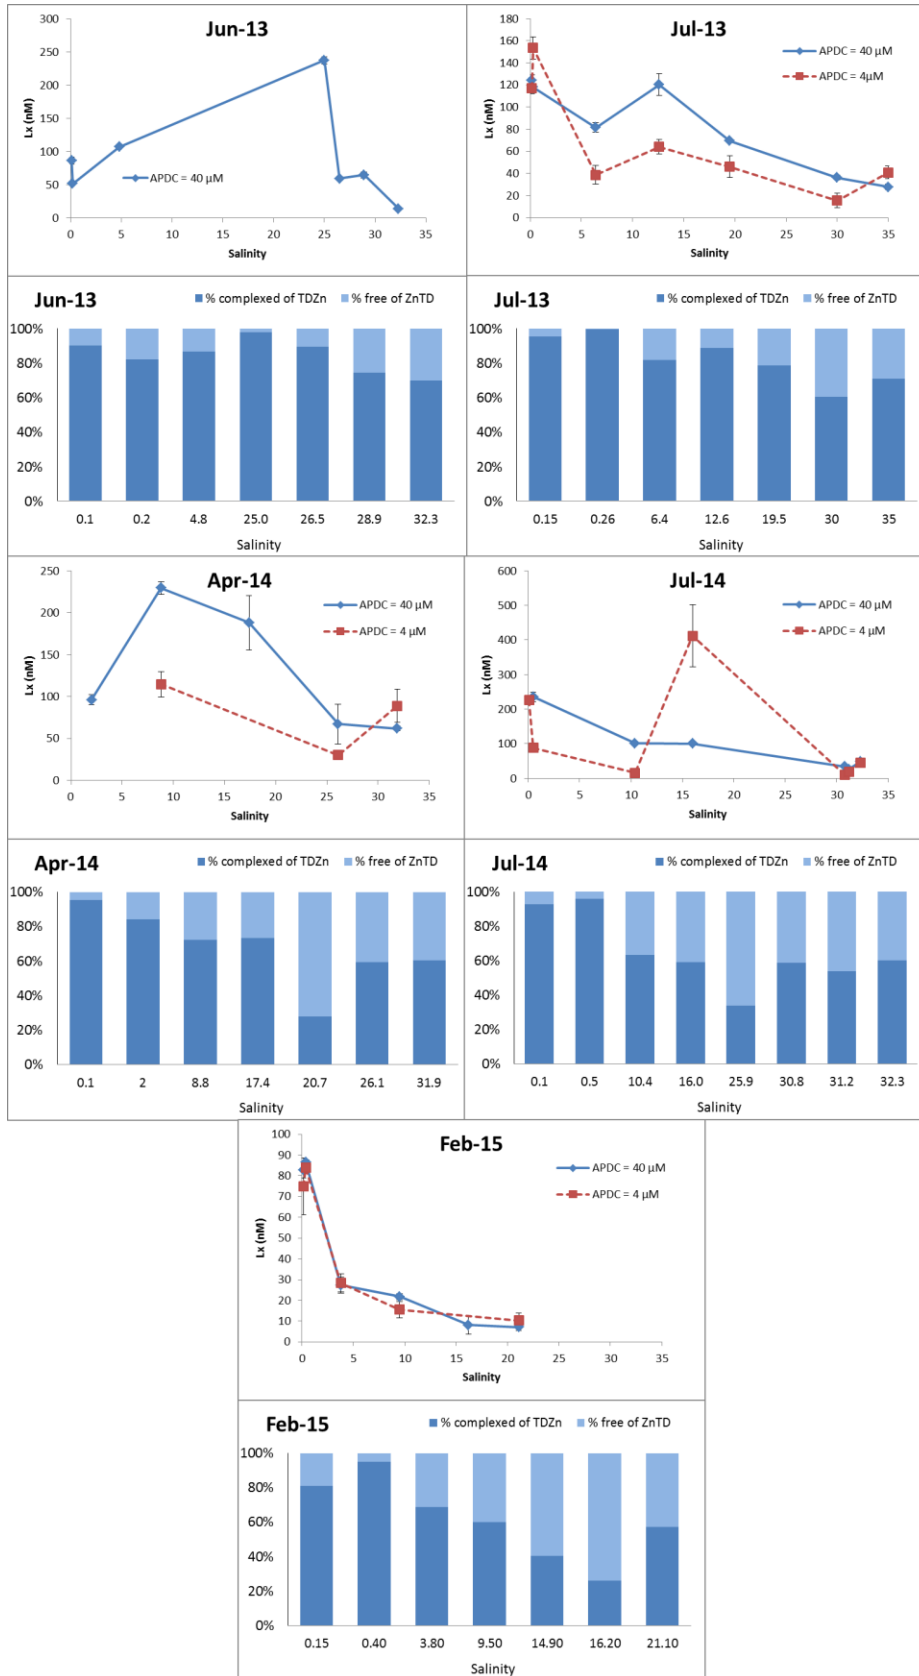 Jun-13
300
250
200
150
100
50
0
Lx (nM)
APDC = 40 µM
0 5 10 15 20 25 30 35
Salinity
Jul-13
180
160
140
120
100
80
60
40
20
0
Lx (nM)
APDC = 40 µM
APDC = 4µM
0 5 10 15 20 25 30 35
Salinity
Jun-13
% complexed of TDZn % free of ZnTD
100%
80%
60%
40%
20%
0%
0.1 0.2 4.8 25.0 26.5 28.9 32.3
Salinity
Jul-13
% complexed of TDZn % free of ZnTD
100%
80%
60%
40%
20%
0%
0.15 0.26 6.4 12.6 19.5 30 35
Salinity
Apr-14
250
200
150
100
50
0
Lx (nM)
APDC = 40 µM
APDC = 4 µM
0 5 10 15 20 25 30 35
Salinity
Jul-14
600
500
400
300
200
100
0
Lx (nM)
APDC = 40 µM
APDC = 4 µM
0 5 10 15 20 25 30 35
Salinity
Apr-14
% complexed of TDZn % free of ZnTD
100%
80%
60%
40%
20%
0%
0.1 2 8.8 17.4 20.7 26.1 31.9
Salinity
Jul-14
% complexed of TDZn % free of ZnTD
100%
80%
60%
40%
20%
0%
0.1 0.5 10.4 16.0 25.9 30.8 31.2 32.3
Salinity
Feb-15
100
90
80
70
60
50
40
30
20
10
0
Lx (nM)
APDC = 40 µM
APDC = 4 µM
0 5 10 15 20 25 30 35
Salinity
Feb-15
% complexed of TDZn % free of ZnTD
100%
80%
60%
40%
20%
0%
0.15 0.40 3.80 9.50 14.90 16.20 21.10
Salinity